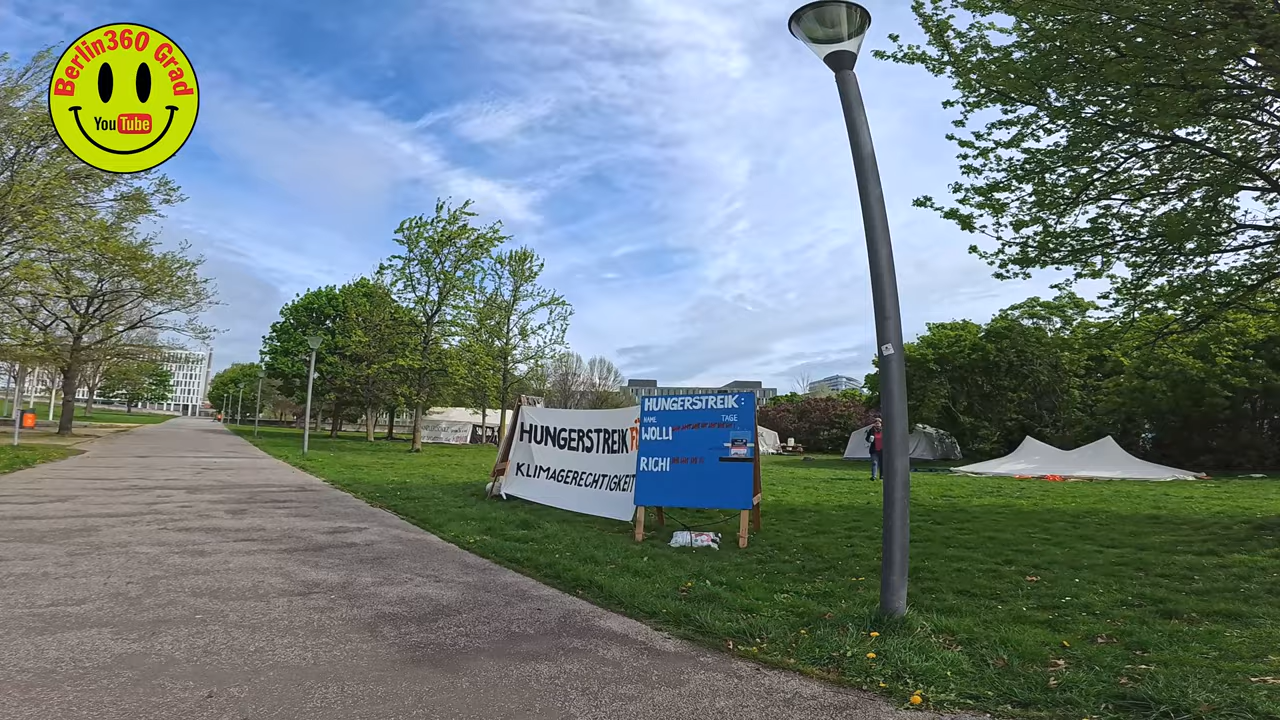 Berlin360 Grad
YouTube
HUNGERSTREIK F
KLIMAGERECHTIGKEIT
HUNGERSTREIK:
NAME TAGE
WOLLI
RICHI